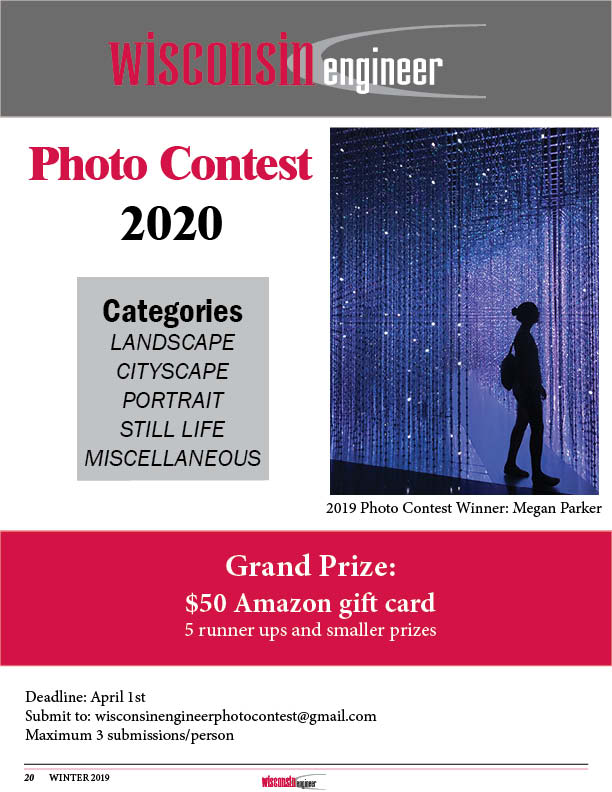 wisconsin engineer
Photo Contest
2020
Categories
LANDSCAPE
CITYSCAPE
PORTRAIT
STILL LIFE
MISCELLANEOUS
2019 Photo Contest Winner: Megan Parker
Grand Prize:
$50 Amazon gift card
5 runner ups and smaller prizes
Deadline: April 1st
Submit to: wisconsinengineerphotocontest@gmail.com
Maximum 3 submissions/person
20 WINTER 2019
wisconsin engineer